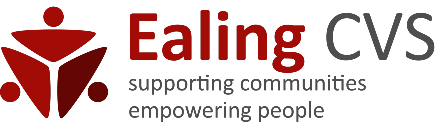 Ealing CVS
supporting communities
empowering people